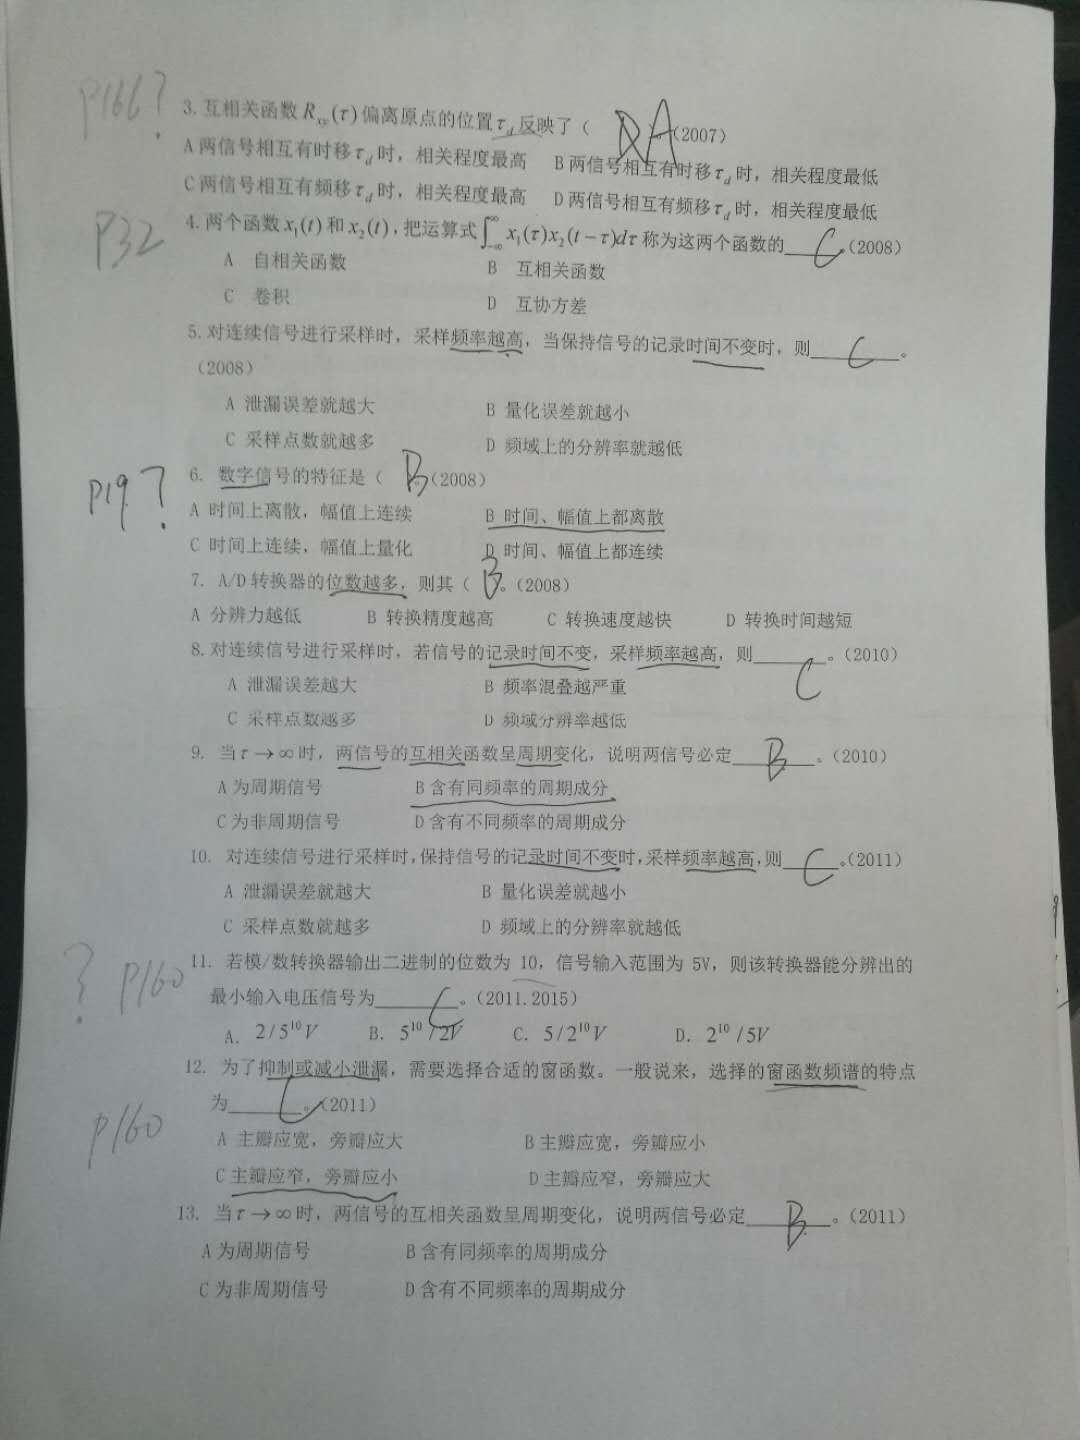 P166?
3. 互相关函数 Rxy(τ) 偏离原点的位置 τd 反映了（ A 。（2007）
A 两信号相互有时移 τd 时，相关程度最高 B 两信号相互有时移 τd 时，相关程度最低
C 两信号相互有频移 τd 时，相关程度最高 D 两信号相互有频移 τd 时，相关程度最低
P32
4. 两个函数 x1(t) 和 x2(t)，把运算式 ∫_{-∞}^{∞} x1(τ)x2(t−τ)dτ 称为这两个函数的 C 。（2008）
A 自相关函数 B 互相关函数
C 卷积 D 互协方差
5. 对连续信号进行采样时，采样频率越高，当保持信号的记录时间不变时，则 C 。
（2008）
A 泄漏误差就越大 B 量化误差就越小
C 采样点数就越多 D 频域上的分辨率就越低
P19?
6. 数字信号的特征是（ B （2008）
A 时间上离散，幅值上连续 B 时间、幅值上都离散
C 时间上连续，幅值上量化 D 时间、幅值上都连续
7. A/D 转换器的位数越多，则其（ B 。（2008）
A 分辨力越低 B 转换精度越高 C 转换速度越快 D 转换时间越短
8. 对连续信号进行采样时，若信号的记录时间不变，采样频率越高，则 C 。（2010）
A 泄漏误差越大 B 频率混叠越严重
C 采样点数越多 D 频域分辨率越低
9. 当 τ→∞ 时，两信号的互相关函数呈周期变化，说明两信号必定 B 。（2010）
A 为周期信号 B 含有同频率的周期成分
C 为非周期信号 D 含有不同频率的周期成分
10. 对连续信号进行采样时，保持信号的记录时间不变时，采样频率越高，则 C 。（2011）
A 泄漏误差就越大 B 量化误差就越小
C 采样点数就越多 D 频域上的分辨率就越低
? P160
11. 若模/数转换器输出二进制的位数为 10，信号输入范围为 5V，则该转换器能分辨出的
最小输入电压信号为 C 。（2011.2015）
A. 2/5^10 V B. 5^10/2V C. 5/2^10 V D. 2^10/5V
12. 为了抑制或减小泄漏，需要选择合适的窗函数。一般说来，选择的窗函数频谱的特点
为 C 。（2011）
P160
A 主瓣应宽，旁瓣应大 B 主瓣应宽，旁瓣应小
C 主瓣应窄，旁瓣应小 D 主瓣应窄，旁瓣应大
13. 当 τ→∞ 时，两信号的互相关函数呈周期变化，说明两信号必定 B 。（2011）
A 为周期信号 B 含有同频率的周期成分
C 为非周期信号 D 含有不同频率的周期成分